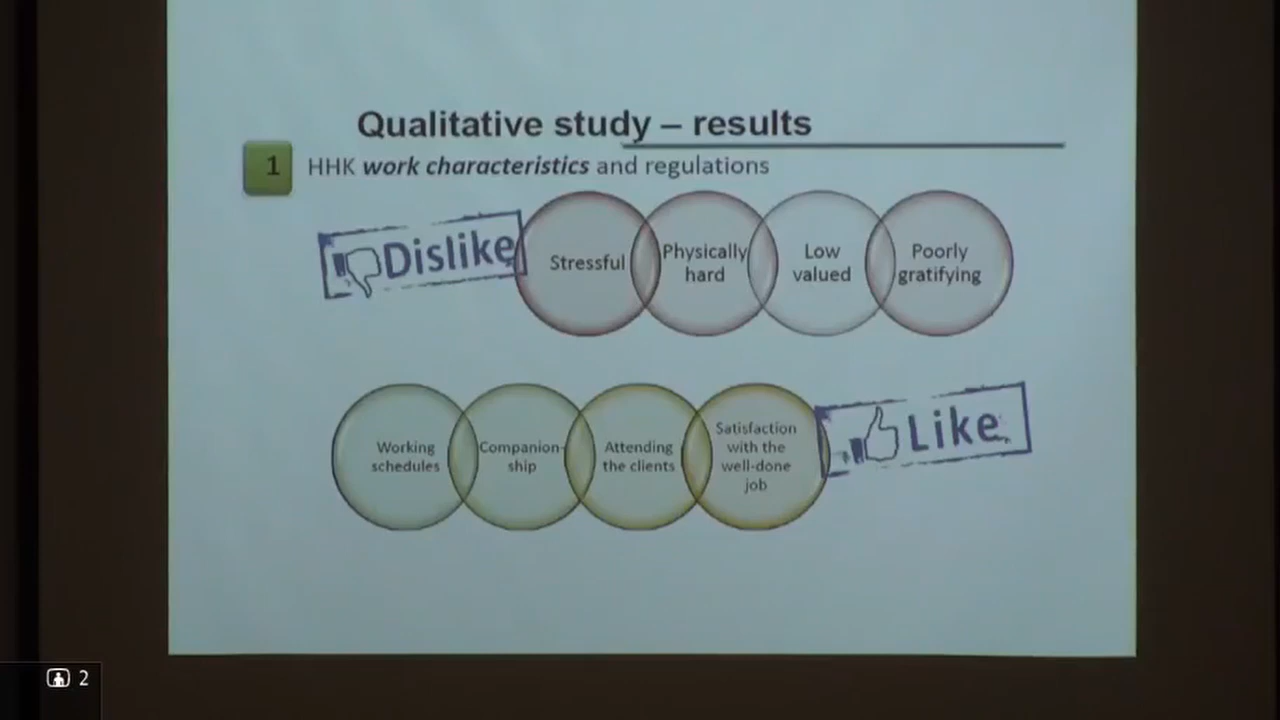 Qualitative study – results
1
HHK work characteristics and regulations
Dislike
Stressful
Physically
hard
Low
valued
Poorly
gratifying
Working
schedules
Companion-
ship
Attending
the clients
Satisfaction
with the
well-done
job
Like
2